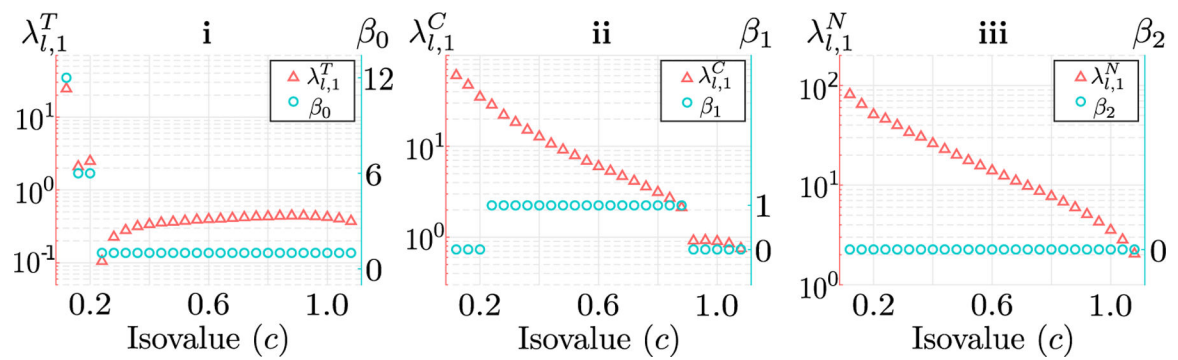 λ^T_{l,1} i β_0
λ^T_{l,1}
β_0
10^1
10^0
10^-1
12
6
0
0.2 0.6 1.0
Isovalue (c)
λ^C_{l,1} ii β_1
λ^C_{l,1}
β_1
10^1
10^0
1
0
0.2 0.6 1.0
Isovalue (c)
λ^N_{l,1} iii β_2
λ^N_{l,1}
β_2
10^2
10^1
10^0
0
0.2 0.6 1.0
Isovalue (c)